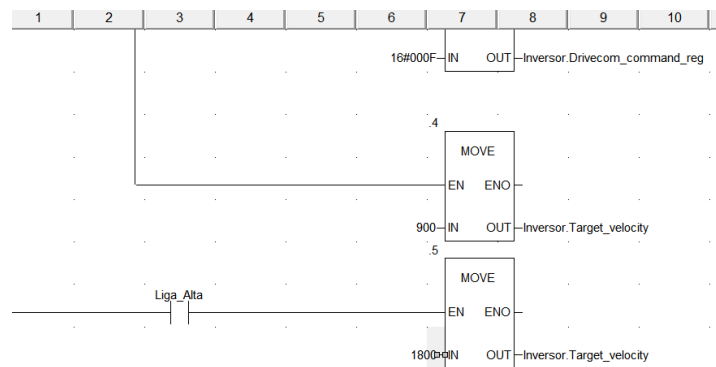 1 2 3 4 5 6 7 8 9 10
16#000F IN OUT Inversor.Drivecom_command_reg
.4
MOVE
EN ENO
900 IN OUT Inversor.Target_velocity
.5
MOVE
Liga_Alta
EN ENO
1800 IN OUT Inversor.Target_velocity